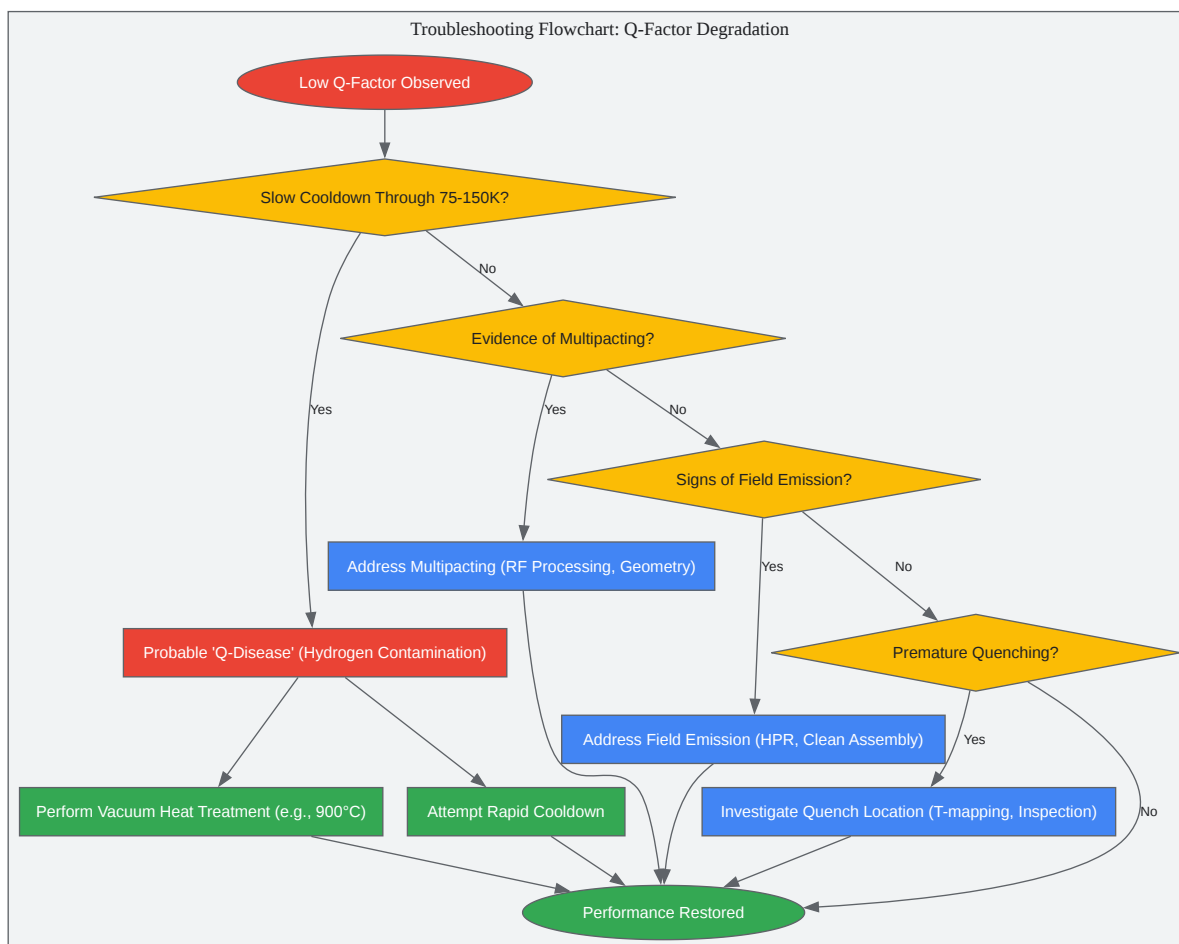 Troubleshooting Flowchart: Q-Factor Degradation
Low Q-Factor Observed
Slow Cooldown Through 75-150K?
No
Evidence of Multipacting?
Yes
Yes
No
Signs of Field Emission?
Address Multipacting (RF Processing, Geometry)
Yes
No
Probable 'Q-Disease' (Hydrogen Contamination)
Premature Quenching?
Address Field Emission (HPR, Clean Assembly)
Yes
Perform Vacuum Heat Treatment (e.g., 900°C)
Attempt Rapid Cooldown
Investigate Quench Location (T-mapping, Inspection)
No
Performance Restored